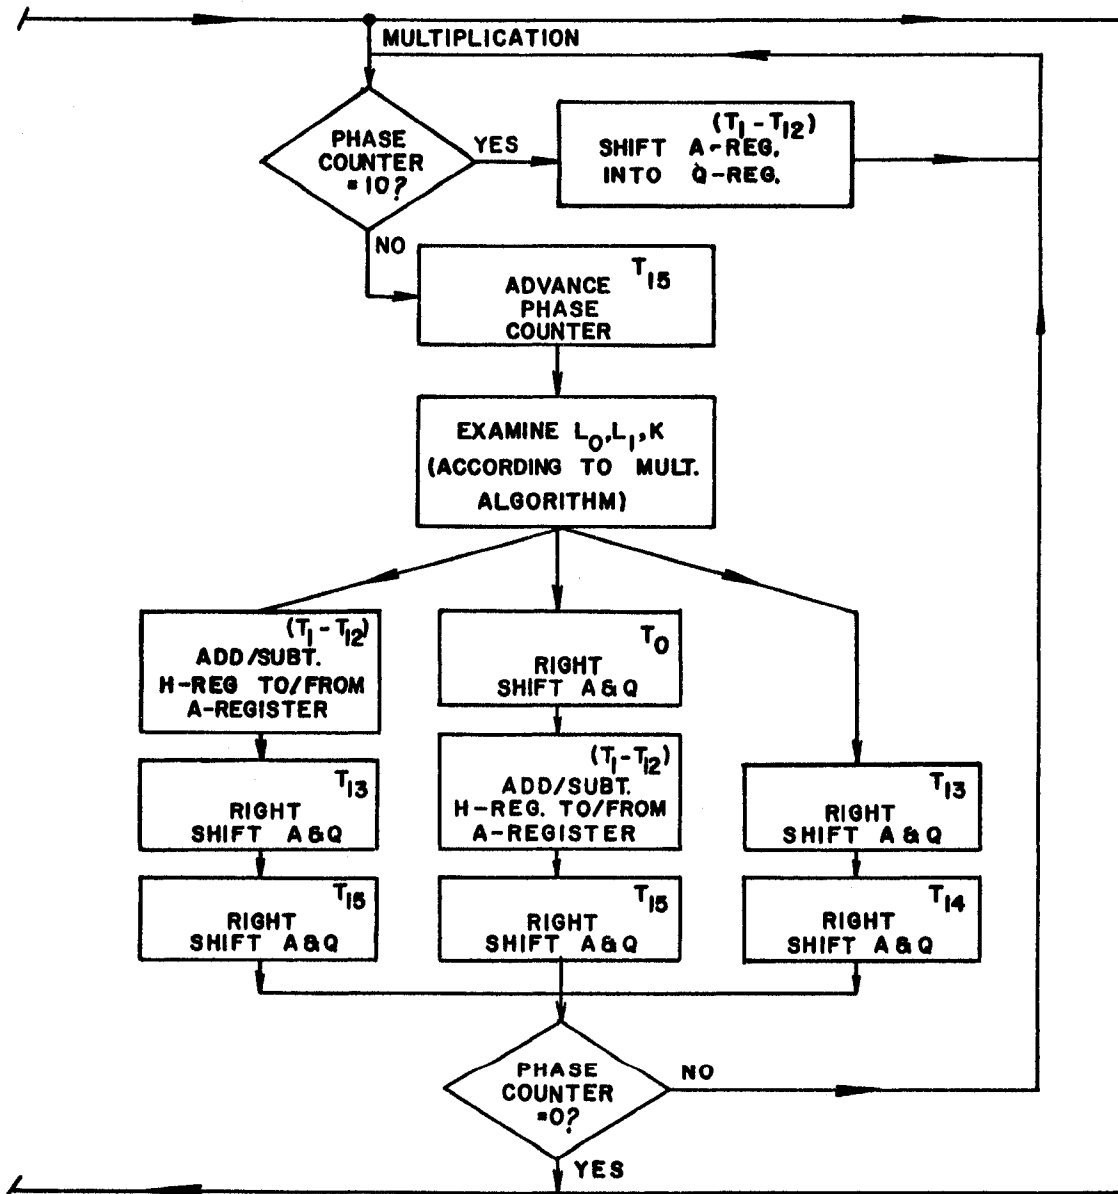 MULTIPLICATION
PHASE
COUNTER
=10?
YES
(T1-T12)
SHIFT A-REG.
INTO Q-REG.
NO
T15
ADVANCE
PHASE
COUNTER
EXAMINE L0,L1,K
(ACCORDING TO MULT.
ALGORITHM)
(T1-T12)
ADD/SUBT.
H-REG TO/FROM
A-REGISTER
T13
RIGHT
SHIFT A&Q
T15
RIGHT
SHIFT A&Q
T0
RIGHT
SHIFT A&Q
(T1-T12)
ADD/SUBT.
H-REG. TO/FROM
A-REGISTER
T15
RIGHT
SHIFT A&Q
T13
RIGHT
SHIFT A&Q
T14
RIGHT
SHIFT A&Q
PHASE
COUNTER
=0?
NO
YES